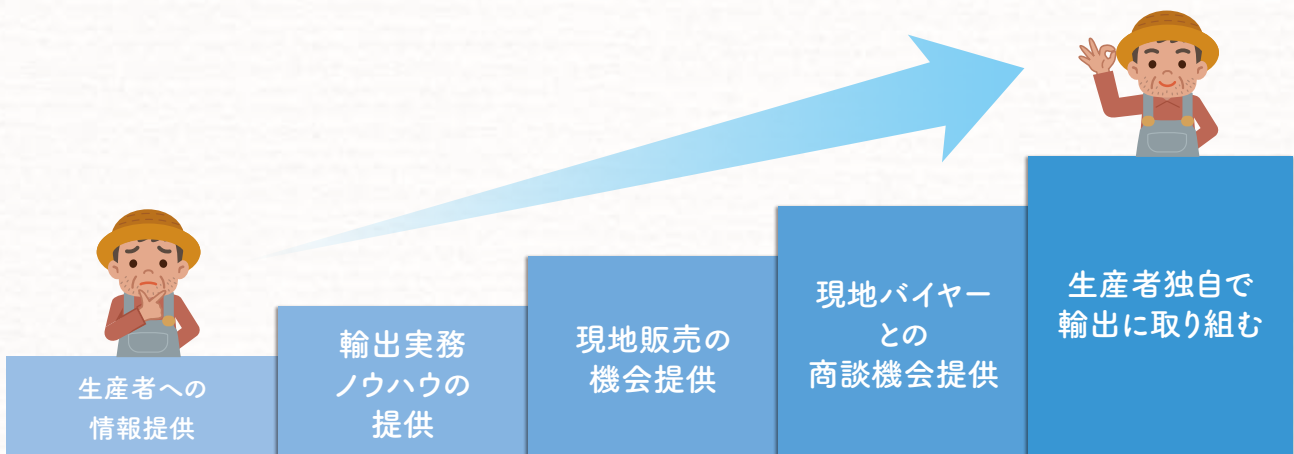 生産者への
情報提供
輸出実務
ノウハウの
提供
現地販売の
機会提供
現地バイヤー
との
商談機会提供
生産者独自で
輸出に取り組む